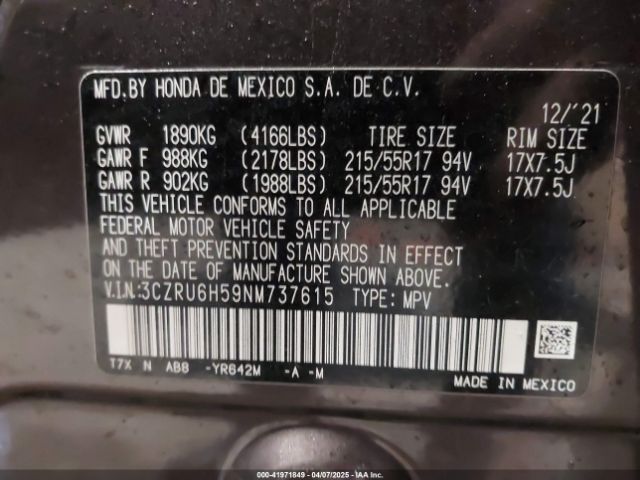 MFD.BY HONDA DE MEXICO S.A. DE C.V.
12/'21
GVWR 1890KG (4166LBS) TIRE SIZE RIM SIZE
GAWR F 988KG (2178LBS) 215/55R17 94V 17X7.5J
GAWR R 902KG (1988LBS) 215/55R17 94V 17X7.5J
THIS VEHICLE CONFORMS TO ALL APPLICABLE
FEDERAL MOTOR VEHICLE SAFETY
AND THEFT PREVENTION STANDARDS IN EFFECT
ON THE DATE OF MANUFACTURE SHOWN ABOVE.
V.I.N:3CZRU6H59NM737615 TYPE: MPV
T7X N AB8 -YR642M -A -M
MADE IN MEXICO
000-41971849 04/07/2025 Copyright IAA, LLC.